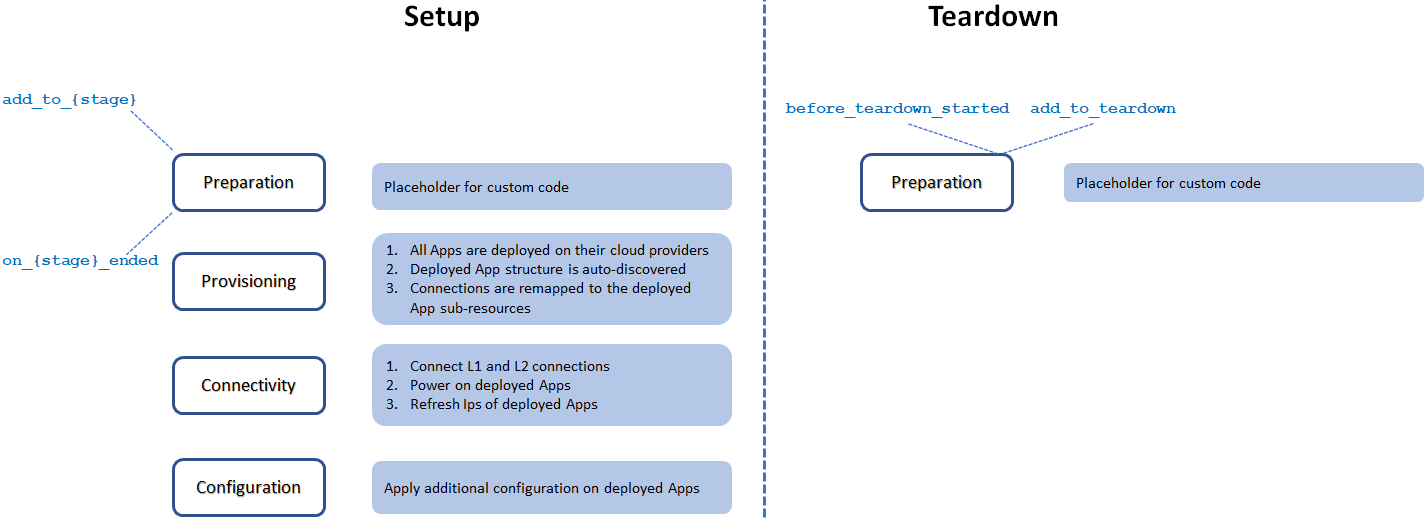 Setup
Teardown
add_to_{stage}
before_teardown_started add_to_teardown
Preparation
Placeholder for custom code
Preparation
Placeholder for custom code
on_{stage}_ended
Provisioning
1. All Apps are deployed on their cloud providers
2. Deployed App structure is auto-discovered
3. Connections are remapped to the deployed
App sub-resources
Connectivity
1. Connect L1 and L2 connections
2. Power on deployed Apps
3. Refresh Ips of deployed Apps
Configuration
Apply additional configuration on deployed Apps